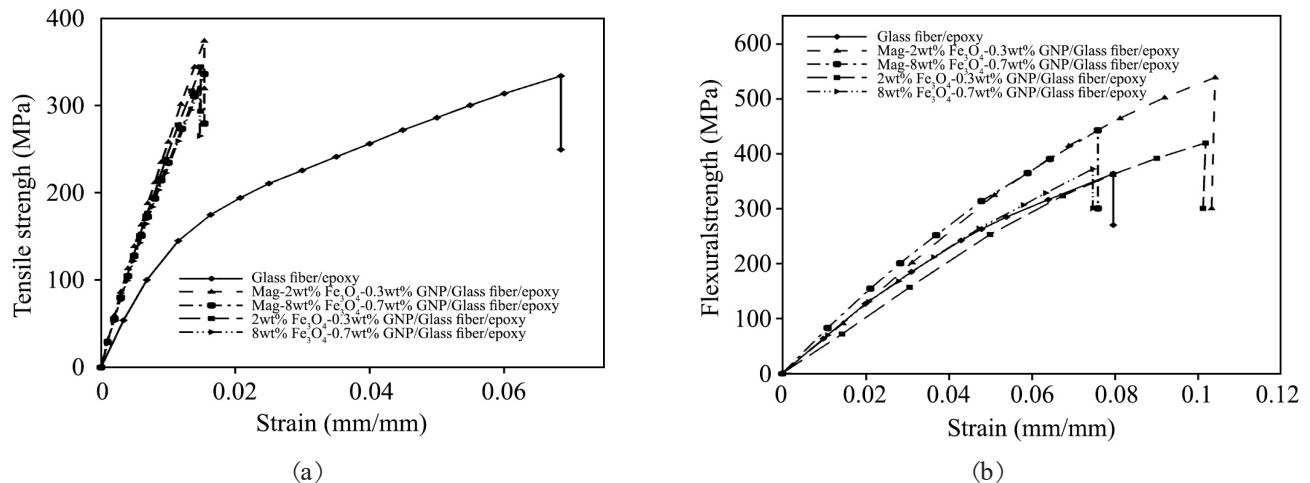 400
300
200
100
0
Tensile strengh (MPa)
Glass fiber/epoxy
Mag-2wt% Fe₃O₄-0.3wt% GNP/Glass fiber/epoxy
Mag-8wt% Fe₃O₄-0.7wt% GNP/Glass fiber/epoxy
2wt% Fe₃O₄-0.3wt% GNP/Glass fiber/epoxy
8wt% Fe₃O₄-0.7wt% GNP/Glass fiber/epoxy
0 0.02 0.04 0.06
Strain (mm/mm)
(a)
600
500
400
300
200
100
0
Flexuralstrength (MPa)
Glass fiber/epoxy
Mag-2wt% Fe₃O₄-0.3wt% GNP/Glass fiber/epoxy
Mag-8wt% Fe₃O₄-0.7wt% GNP/Glass fiber/epoxy
2wt% Fe₃O₄-0.3wt% GNP/Glass fiber/epoxy
8wt% Fe₃O₄-0.7wt% GNP/Glass fiber/epoxy
0 0.02 0.04 0.06 0.08 0.1 0.12
Strain (mm/mm)
(b)